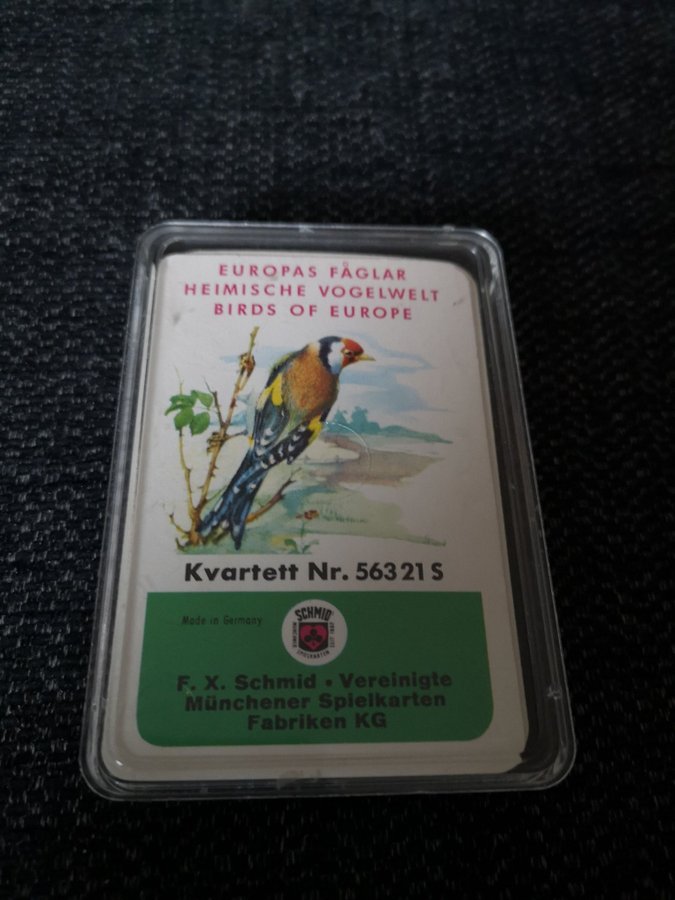 EUROPAS FÅGLAR
HEIMISCHE VOGELWELT
BIRDS OF EUROPE
Kvartett Nr. 56321 S
Made in Germany
SCHMID
F. X. Schmid • Vereinigte
Münchener Spielkarten
Fabriken KG